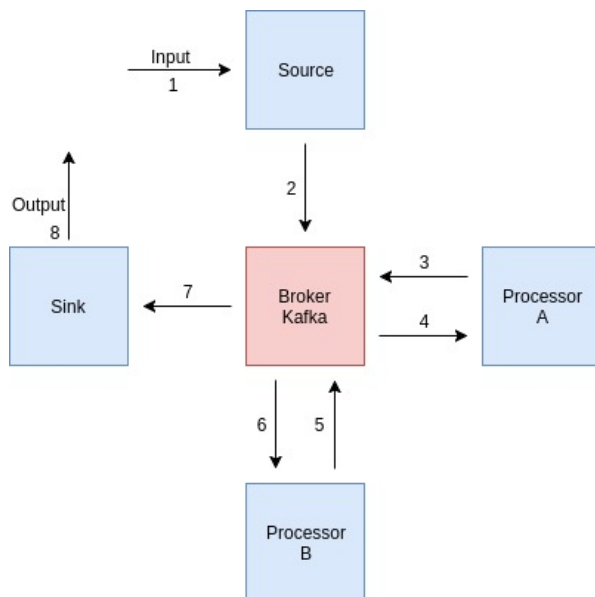 Input
1
Source
2
Output
8
Sink
7
Broker
Kafka
3
4
Processor
A
6
5
Processor
B